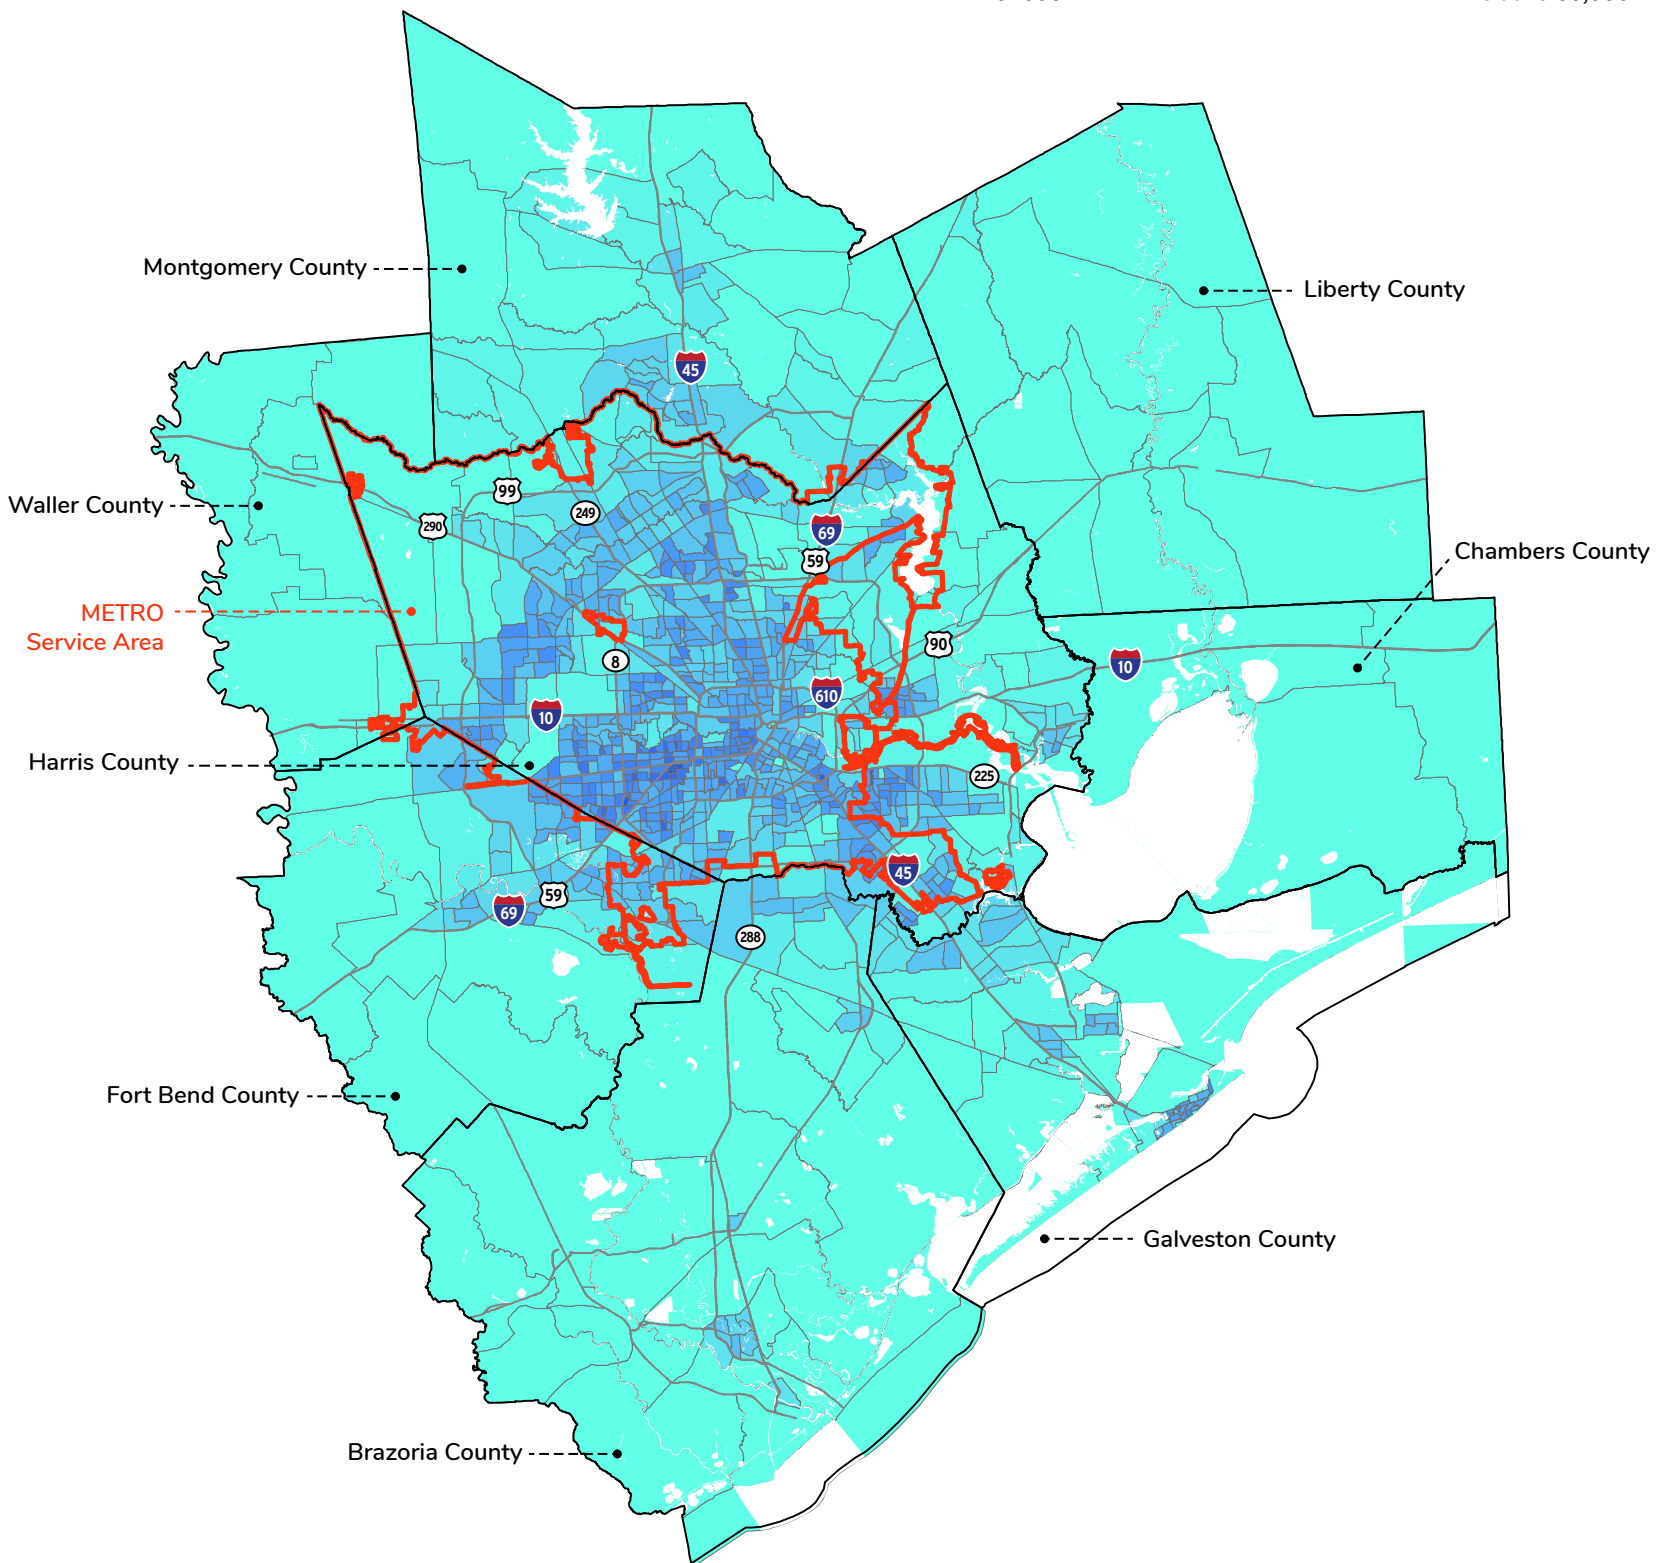 Montgomery County
Liberty County
45
Waller County
99
249
290
69
59
Chambers County
METRO
Service Area
8
90
10
610
10
Harris County
225
45
59
69
288
Fort Bend County
Galveston County
Brazoria County